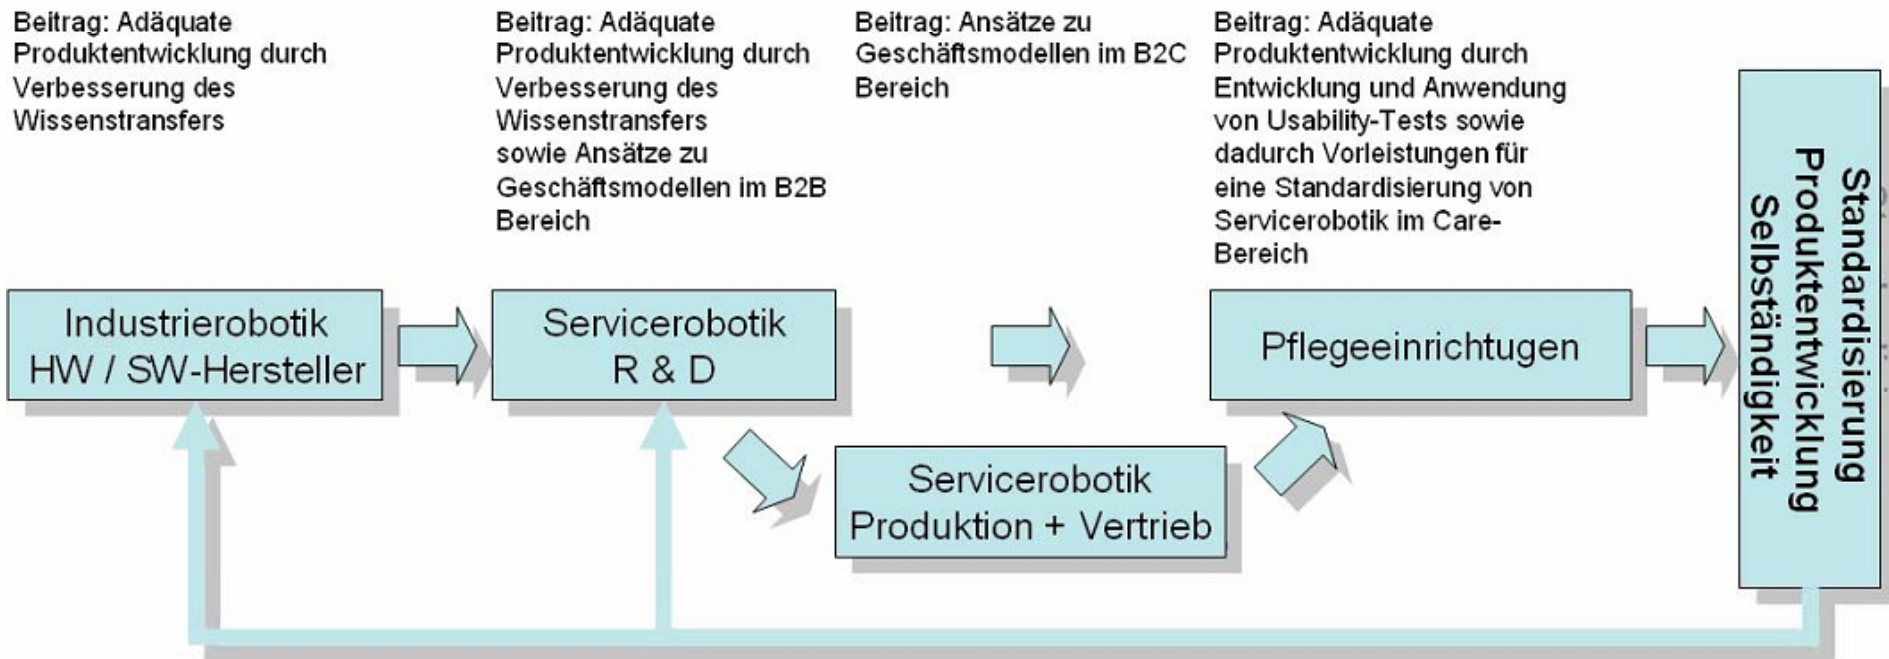 Beitrag: Adäquate
Produktentwicklung durch
Verbesserung des
Wissenstransfers
Beitrag: Adäquate
Produktentwicklung durch
Verbesserung des
Wissenstransfers
sowie Ansätze zu
Geschäftsmodellen im B2B
Bereich
Beitrag: Ansätze zu
Geschäftsmodellen im B2C
Bereich
Beitrag: Adäquate
Produktentwicklung durch
Entwicklung und Anwendung
von Usability-Tests sowie
dadurch Vorleistungen für
eine Standardisierung von
Servicerobotik im Care-
Bereich
Industrierobotik
HW / SW-Hersteller
Servicerobotik
R & D
Servicerobotik
Produktion + Vertrieb
Pflegeeinrichtugen
Standardisierung
Produktentwicklung
Selbständigkeit